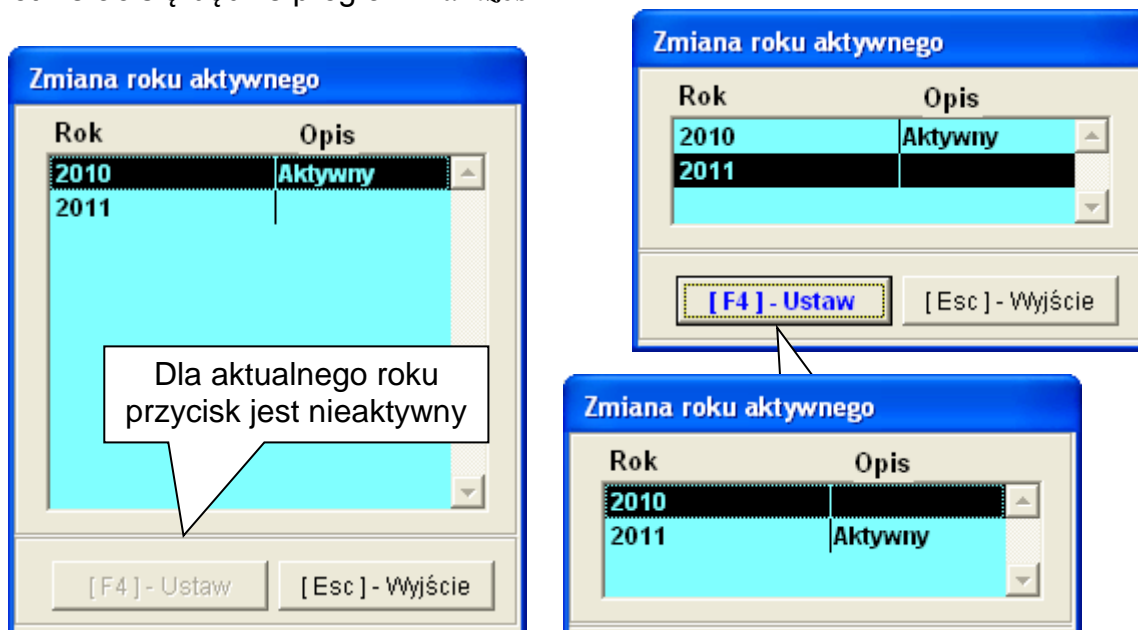 Zmiana roku aktywnego
Rok Opis
2010 Aktywny
2011
Dla aktualnego roku
przycisk jest nieaktywny
[ F4 ] - Ustaw [ Esc ] - Wyjście
Zmiana roku aktywnego
Rok Opis
2010 Aktywny
2011
[ F4 ] - Ustaw [ Esc ] - Wyjście
Zmiana roku aktywnego
Rok Opis
2010
2011 Aktywny